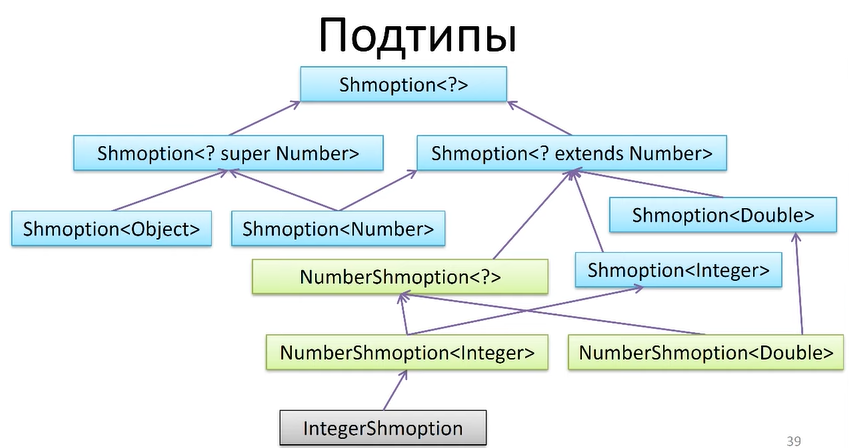 Подтипы
Shmoption<?>
Shmoption<? super Number>
Shmoption<? extends Number>
Shmoption<Object>
Shmoption<Number>
Shmoption<Double>
NumberShmoption<?>
Shmoption<Integer>
NumberShmoption<Integer>
NumberShmoption<Double>
IntegerShmoption
39